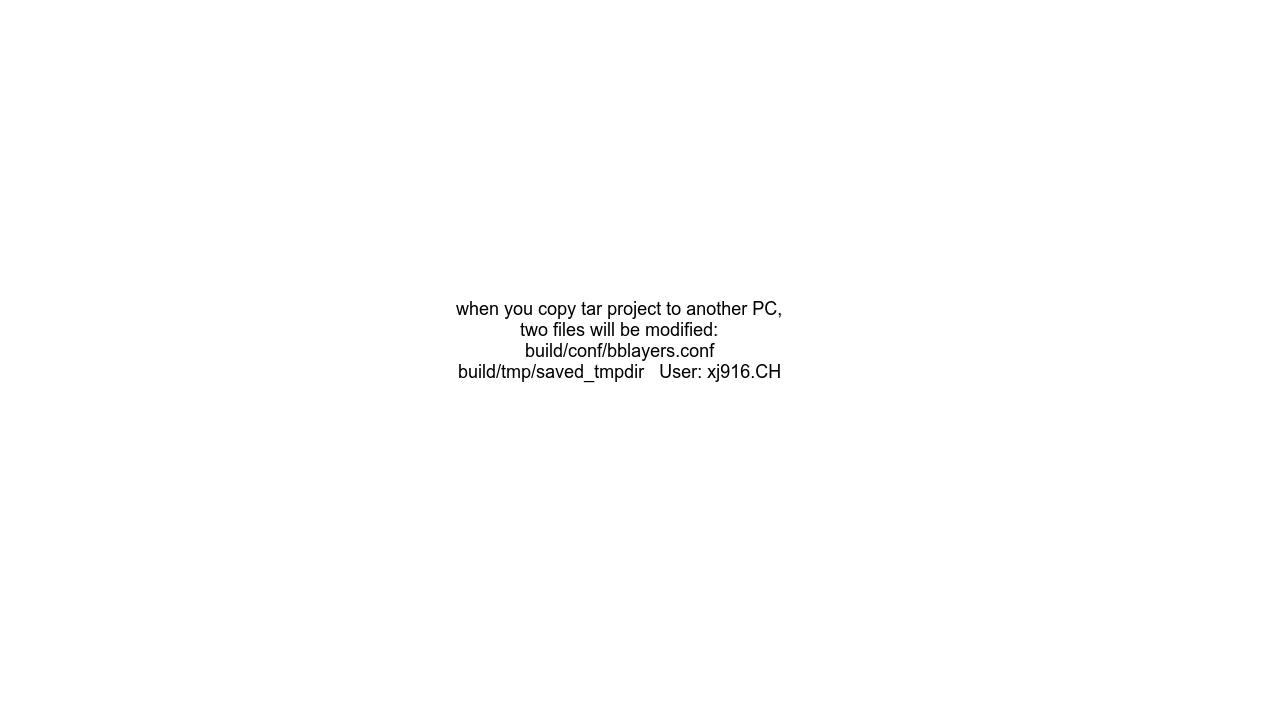 when you copy tar project to another PC,
two files will be modified:
build/conf/bblayers.conf
build/tmp/saved_tmpdir   User: xj916.CH